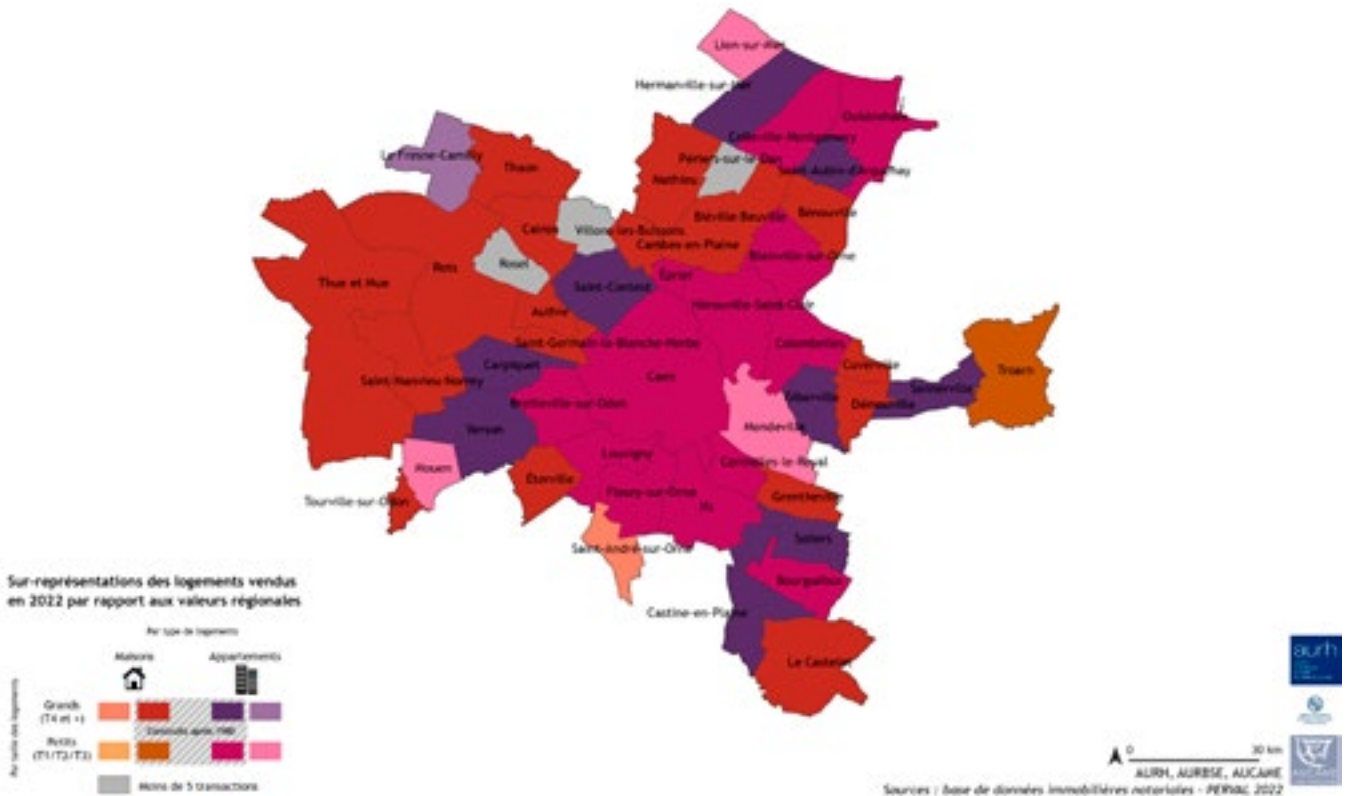 Lion-sur-mer
Hermanville-sur-Mer
Ouistreham
Colleville-Montgomery
Le Fresne-Camilly
Thaon
Périers-sur-le-Dan
Saint-Aubin-d'Arquenay
Mathieu
Biéville-Beuville
Bénouville
Cairon
Villons-les-Buissons
Cambes-en-Plaine
Blainville-sur-Orne
Rosel
Rots
Épron
Thue et Mue
Saint-Contest
Hérouville-Saint-Clair
Authie
Saint-Germain-la-Blanche-Herbe
Colombelles
Carpiquet
Cuverville
Troarn
Saint-Manvieu-Norrey
Caen
Sannerville
Bretteville-sur-Odon
Giberville
Démouville
Verson
Mondeville
Louvigny
Mouen
Cormelles-le-Royal
Éterville
Fleury-sur-Orne
Grentheville
Tourville-sur-Odon
Ifs
Soliers
Saint-André-sur-Orne
Bourguébus
Castine-en-Plaine
Le Castelet
Sur-représentations des logements vendus
en 2022 par rapport aux valeurs régionales
Par type de logements
Maisons Appartements
Par taille des logements
Grands
(T4 et +)
Petits
(T1/T2/T3)
Moins de 5 transactions
0 30 km
aurh
AUCAME
AURH, AURBSE, AUCAME
Sources : base de données immobilières notariales - PERVAL 2022